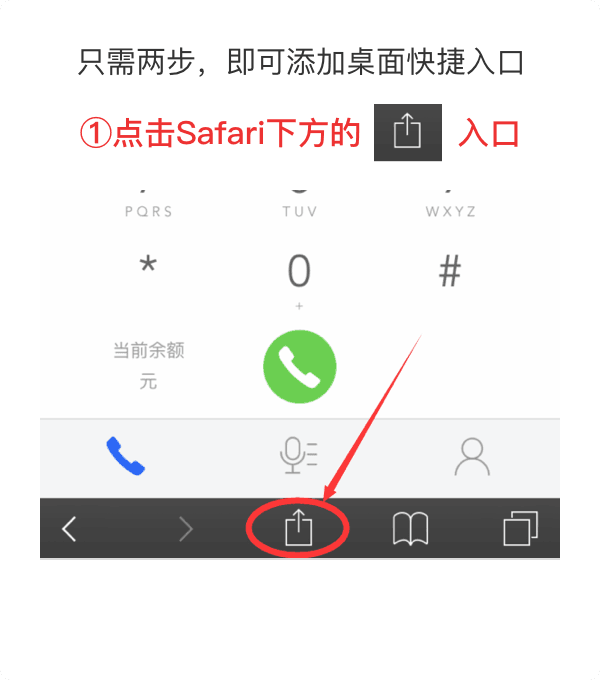 只需两步，即可添加桌面快捷入口
①点击Safari下方的 入口
PQRS TUV WXYZ
* 0 #
+
当前余额
元